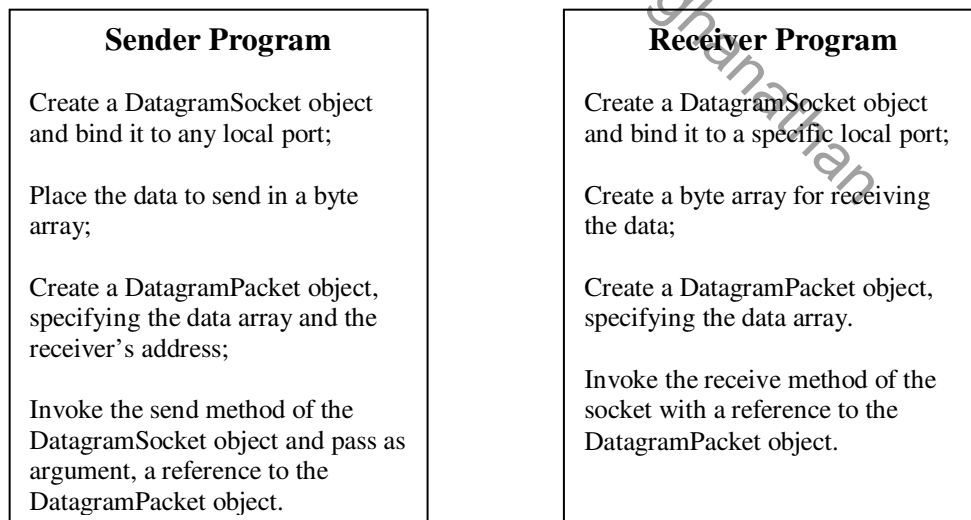 Sender Program
Create a DatagramSocket object
and bind it to any local port;
Place the data to send in a byte
array;
Create a DatagramPacket object,
specifying the data array and the
receiver's address;
Invoke the send method of the
DatagramSocket object and pass as
argument, a reference to the
DatagramPacket object.
Receiver Program
Create a DatagramSocket object
and bind it to a specific local port;
Create a byte array for receiving
the data;
Create a DatagramPacket object,
specifying the data array.
Invoke the receive method of the
socket with a reference to the
DatagramPacket object.